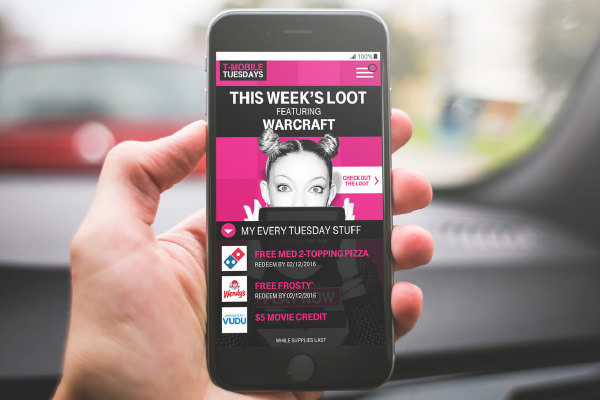 100%
T-MOBILE
TUESDAYS
THIS WEEK'S LOOT
FEATURING
WARCRAFT
CHECK OUT
THE LOOT
MY EVERY TUESDAY STUFF
FREE MED 2-TOPPING PIZZA
REDEEM BY 02/12/2016
Wendy's
FREE FROSTY*
REDEEM BY 02/12/2016
VUDU
$5 MOVIE CREDIT
WHILE SUPPLIES LAST